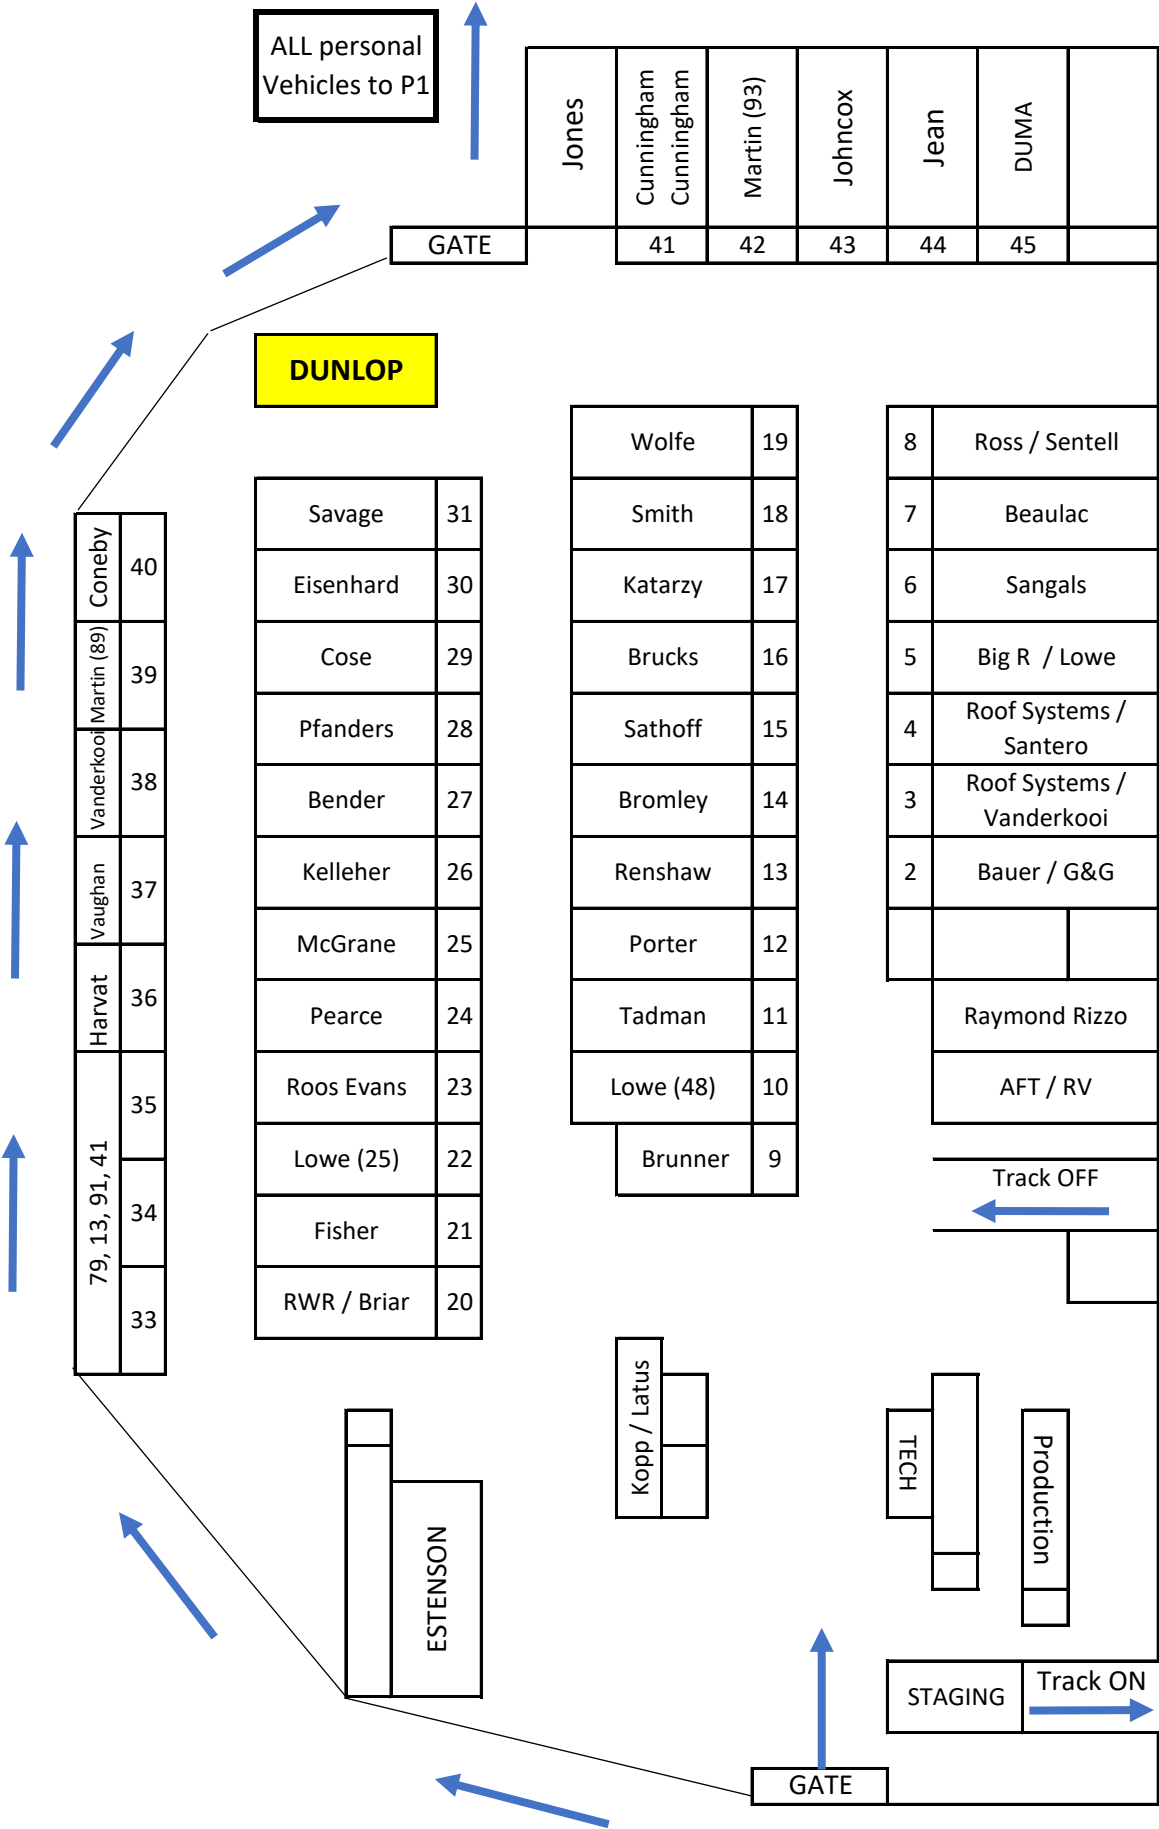 ALL personal
Vehicles to P1
Jones
Cunningham
Cunningham
Martin (93)
Johncox
Jean
DUMA
GATE
41
42
43
44
45
DUNLOP
Wolfe 19
Smith 18
Katarzy 17
Brucks 16
Sathoff 15
Bromley 14
Renshaw 13
Porter 12
Tadman 11
Lowe (48) 10
Brunner 9
8 Ross / Sentell
7 Beaulac
6 Sangals
5 Big R / Lowe
4 Roof Systems /
Santero
3 Roof Systems /
Vanderkooi
2 Bauer / G&G
Raymond Rizzo
AFT / RV
Track OFF
Savage 31
Eisenhard 30
Cose 29
Pfanders 28
Bender 27
Kelleher 26
McGrane 25
Pearce 24
Roos Evans 23
Lowe (25) 22
Fisher 21
RWR / Briar 20
Coneby 40
Martin (89) 39
Vanderkooi 38
Vaughan 37
Harvat 36
79, 13, 91, 41
35
34
33
Kopp / Latus
TECH
Production
ESTENSON
STAGING
Track ON
GATE